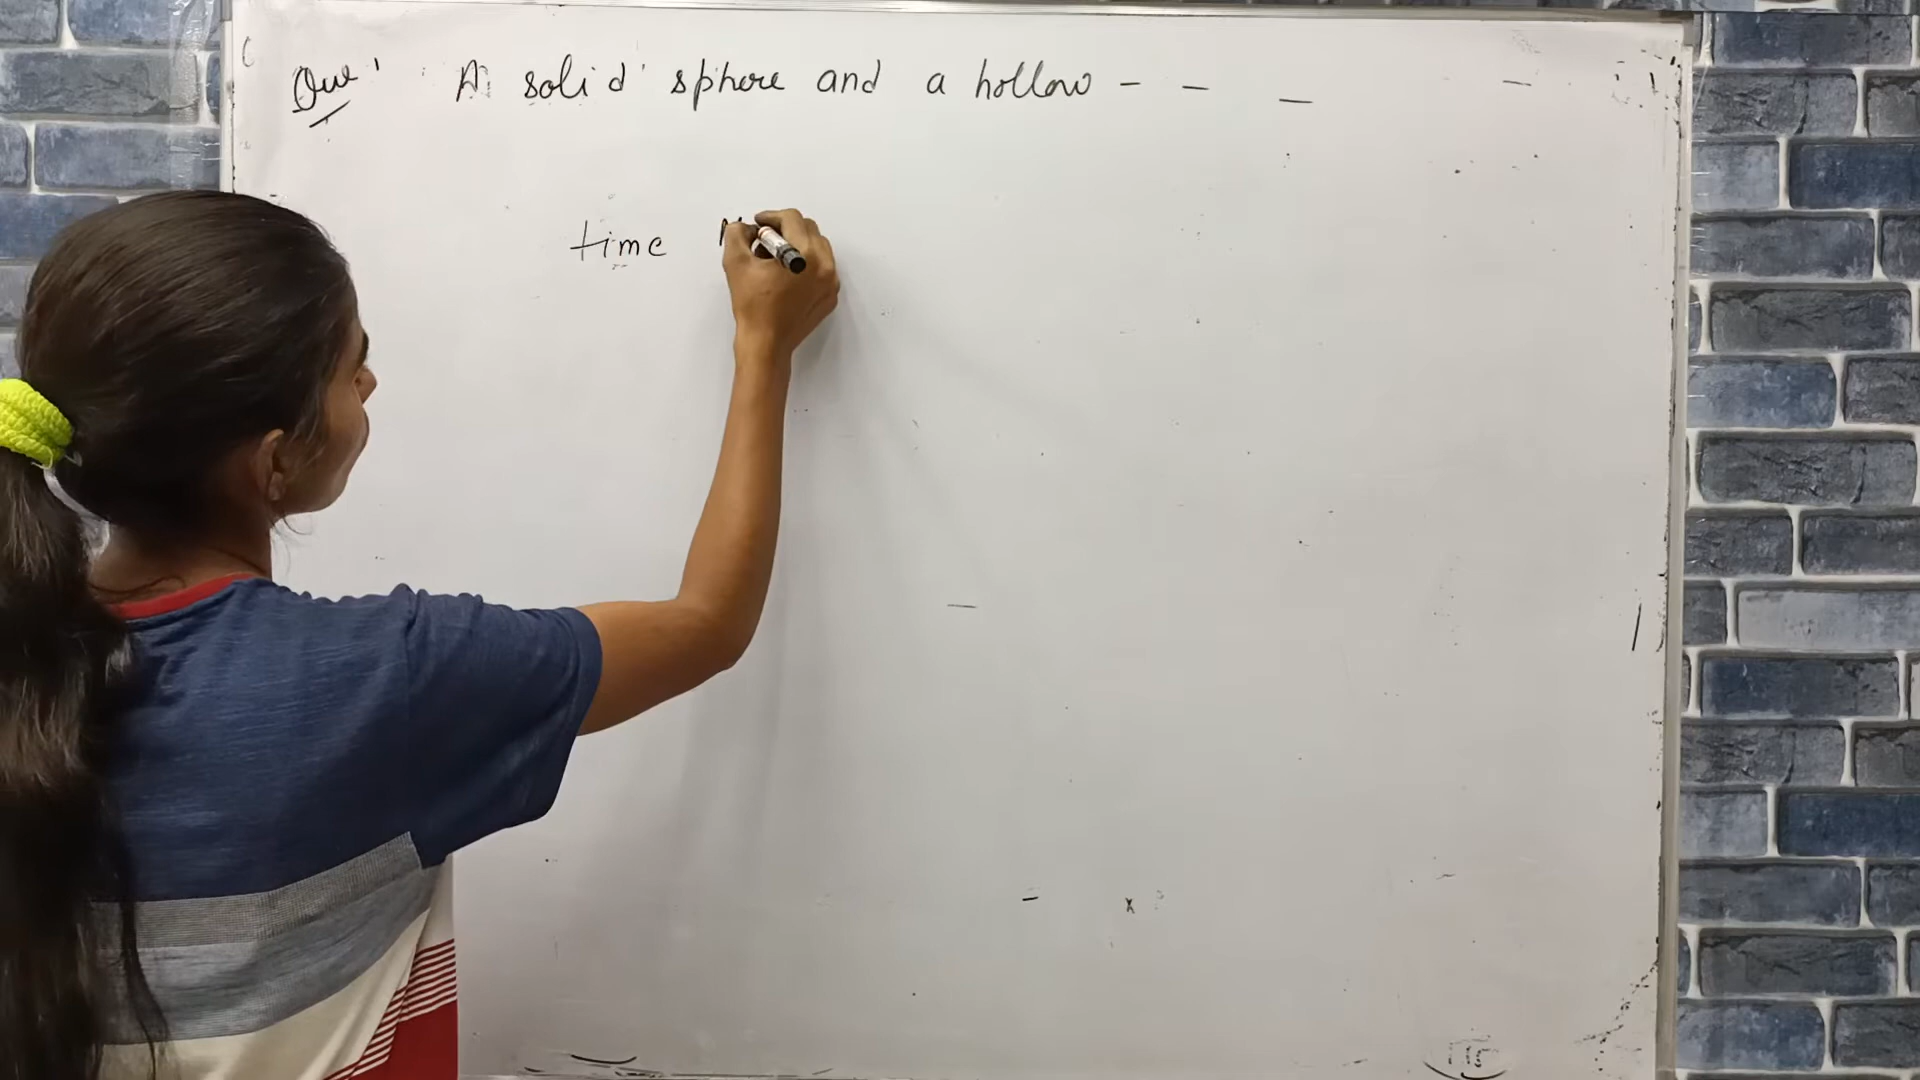 Que' A solid sphere and a hollow - - - -
time